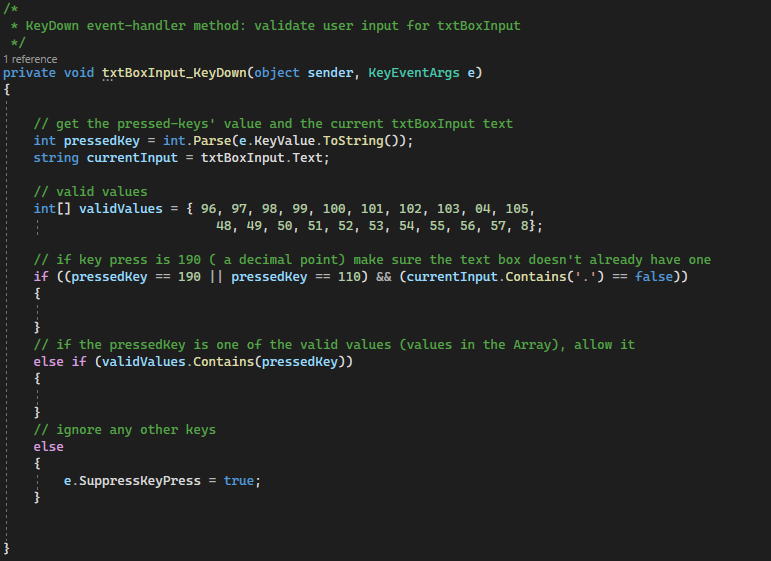 /*
 * KeyDown event-handler method: validate user input for txtBoxInput
 */
1 reference
private void txtBoxInput_KeyDown(object sender, KeyEventArgs e)
{
    // get the pressed-keys' value and the current txtBoxInput text
    int pressedKey = int.Parse(e.KeyValue.ToString());
    string currentInput = txtBoxInput.Text;
    // valid values
    int[] validValues = { 96, 97, 98, 99, 100, 101, 102, 103, 04, 105,
                            48, 49, 50, 51, 52, 53, 54, 55, 56, 57, 8};
    // if key press is 190 ( a decimal point) make sure the text box doesn't already have one
    if ((pressedKey == 190 || pressedKey == 110) && (currentInput.Contains('.') == false))
    {
    }
    // if the pressedKey is one of the valid values (values in the Array), allow it
    else if (validValues.Contains(pressedKey))
    {
    }
    // ignore any other keys
    else
    {
        e.SuppressKeyPress = true;
    }
}